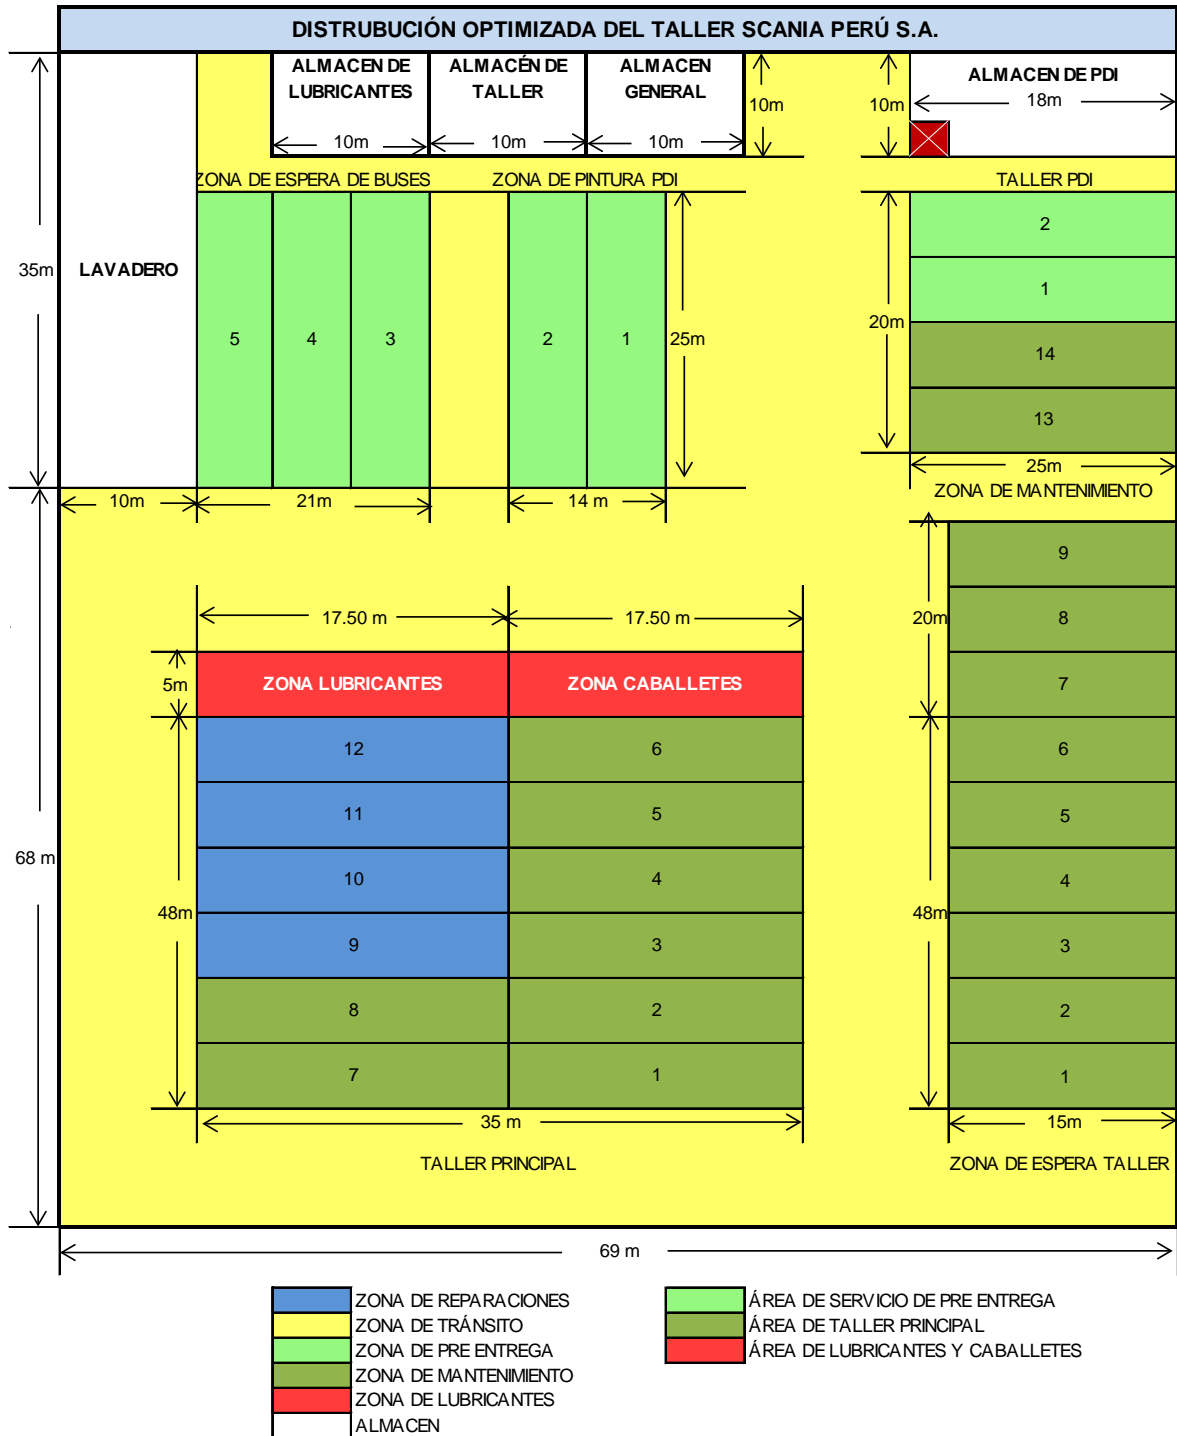 DISTRUBUCIÓN OPTIMIZADA DEL TALLER SCANIA PERÚ S.A.
ALMACEN DE
LUBRICANTES
ALMACÉN DE
TALLER
ALMACEN
GENERAL
ALMACEN DE PDI
18m
10m
10m
10m
10m
10m
ZONA DE ESPERA DE BUSES
ZONA DE PINTURA PDI
TALLER PDI
35m
LAVADERO
5
4
3
2
1
25m
20m
2
1
14
13
10m
21m
14 m
25m
ZONA DE MANTENIMIENTO
17.50 m
17.50 m
5m
ZONA LUBRICANTES
ZONA CABALLETES
12
6
11
5
10
4
9
3
8
2
7
1
48m
68 m
20m
48m
9
8
7
6
5
4
3
2
1
35 m
15m
TALLER PRINCIPAL
ZONA DE ESPERA TALLER
69 m
ZONA DE REPARACIONES
ZONA DE TRÁNSITO
ZONA DE PRE ENTREGA
ZONA DE MANTENIMIENTO
ZONA DE LUBRICANTES
ALMACEN
ÁREA DE SERVICIO DE PRE ENTREGA
ÁREA DE TALLER PRINCIPAL
ÁREA DE LUBRICANTES Y CABALLETES